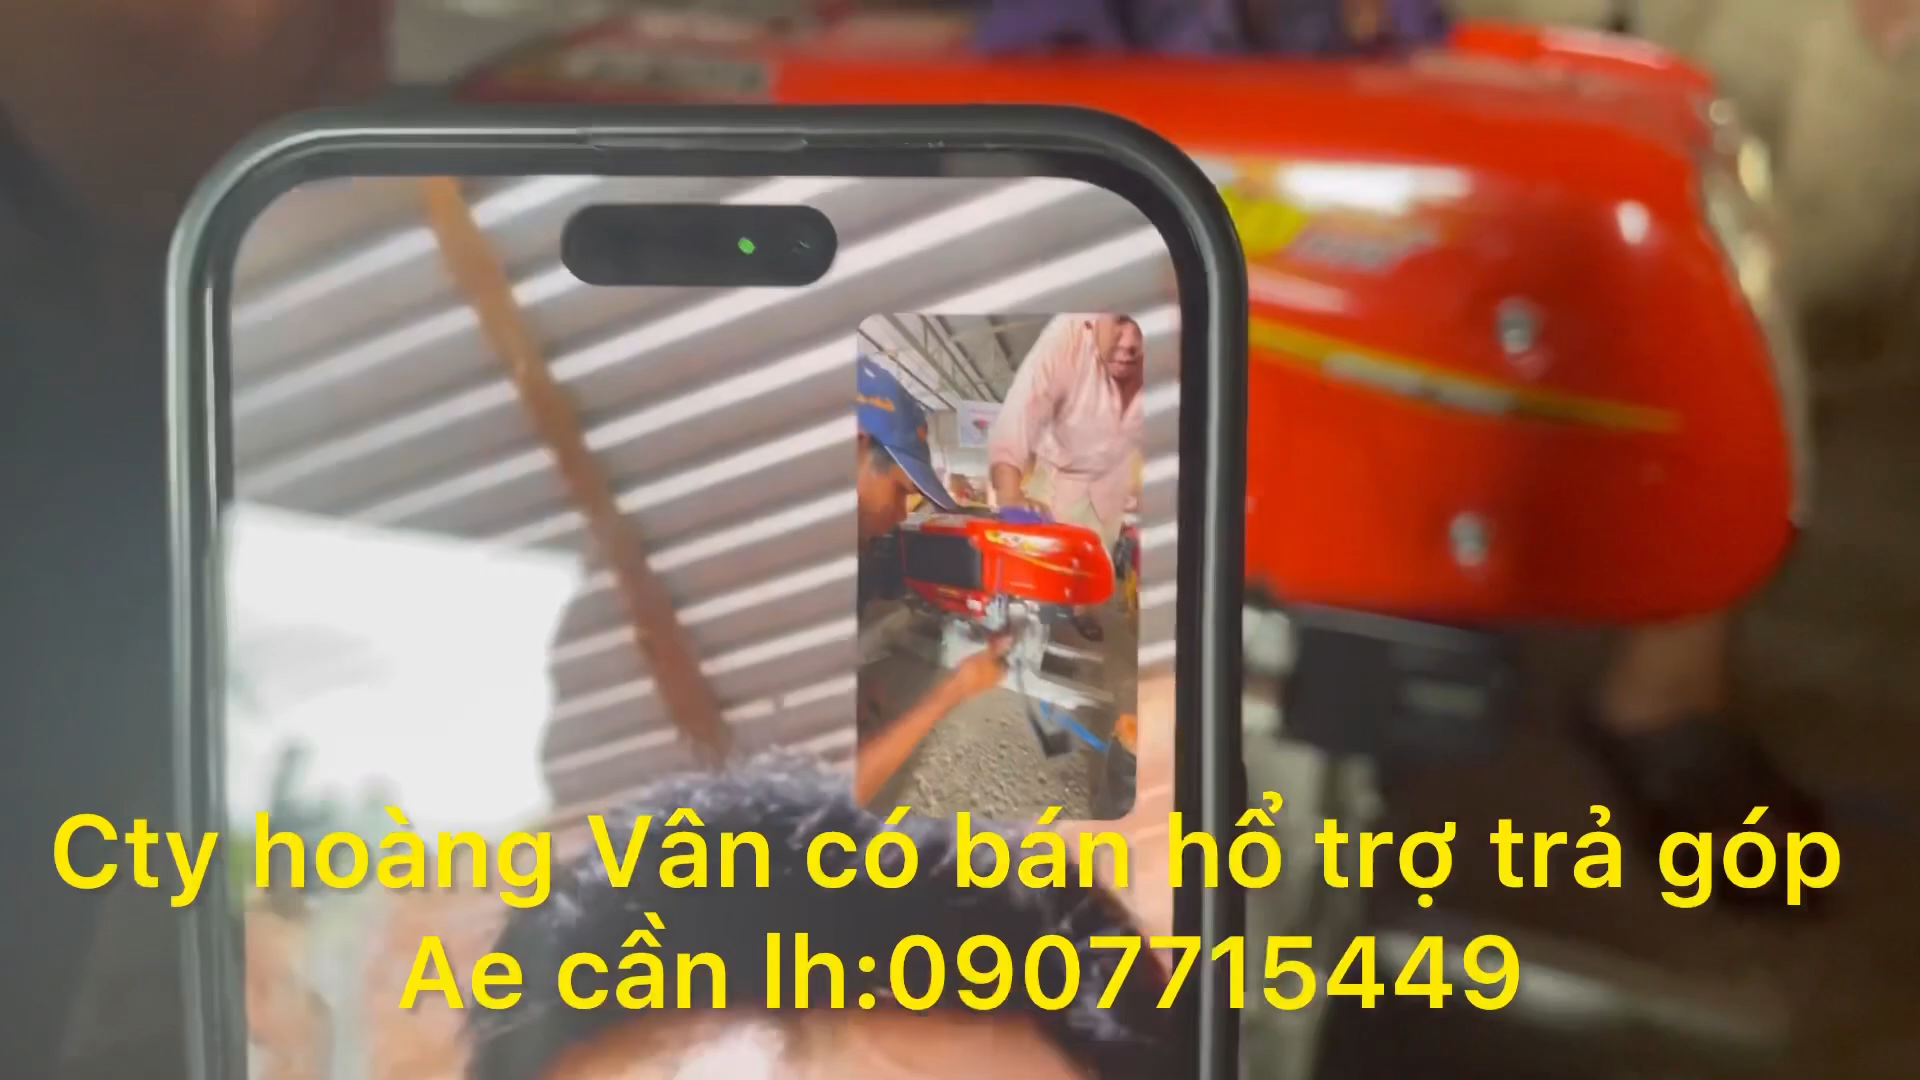 Cty hoàng Vân có bán hổ trợ trả góp
Ae cần lh:0907715449